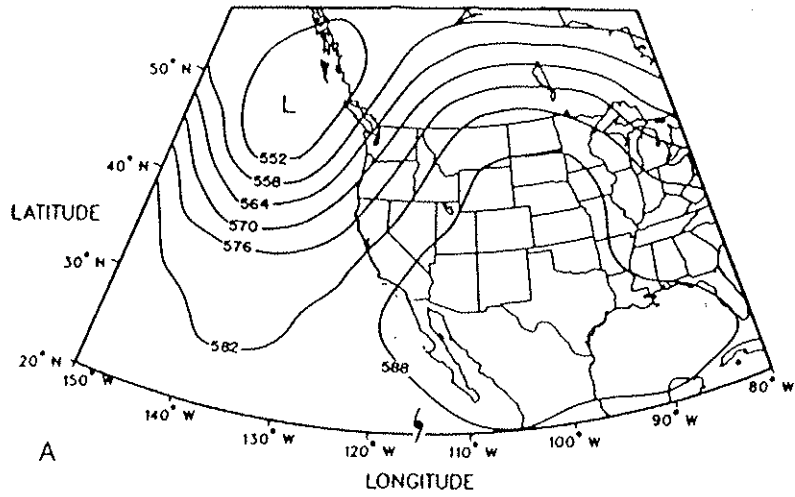 50° N
L
40° N
552
558
564
LATITUDE
570
576
30° N
582
20° N
588
150° W
80° W
140° W
90° W
130° W
120° W
110° W
100° W
A
LONGITUDE